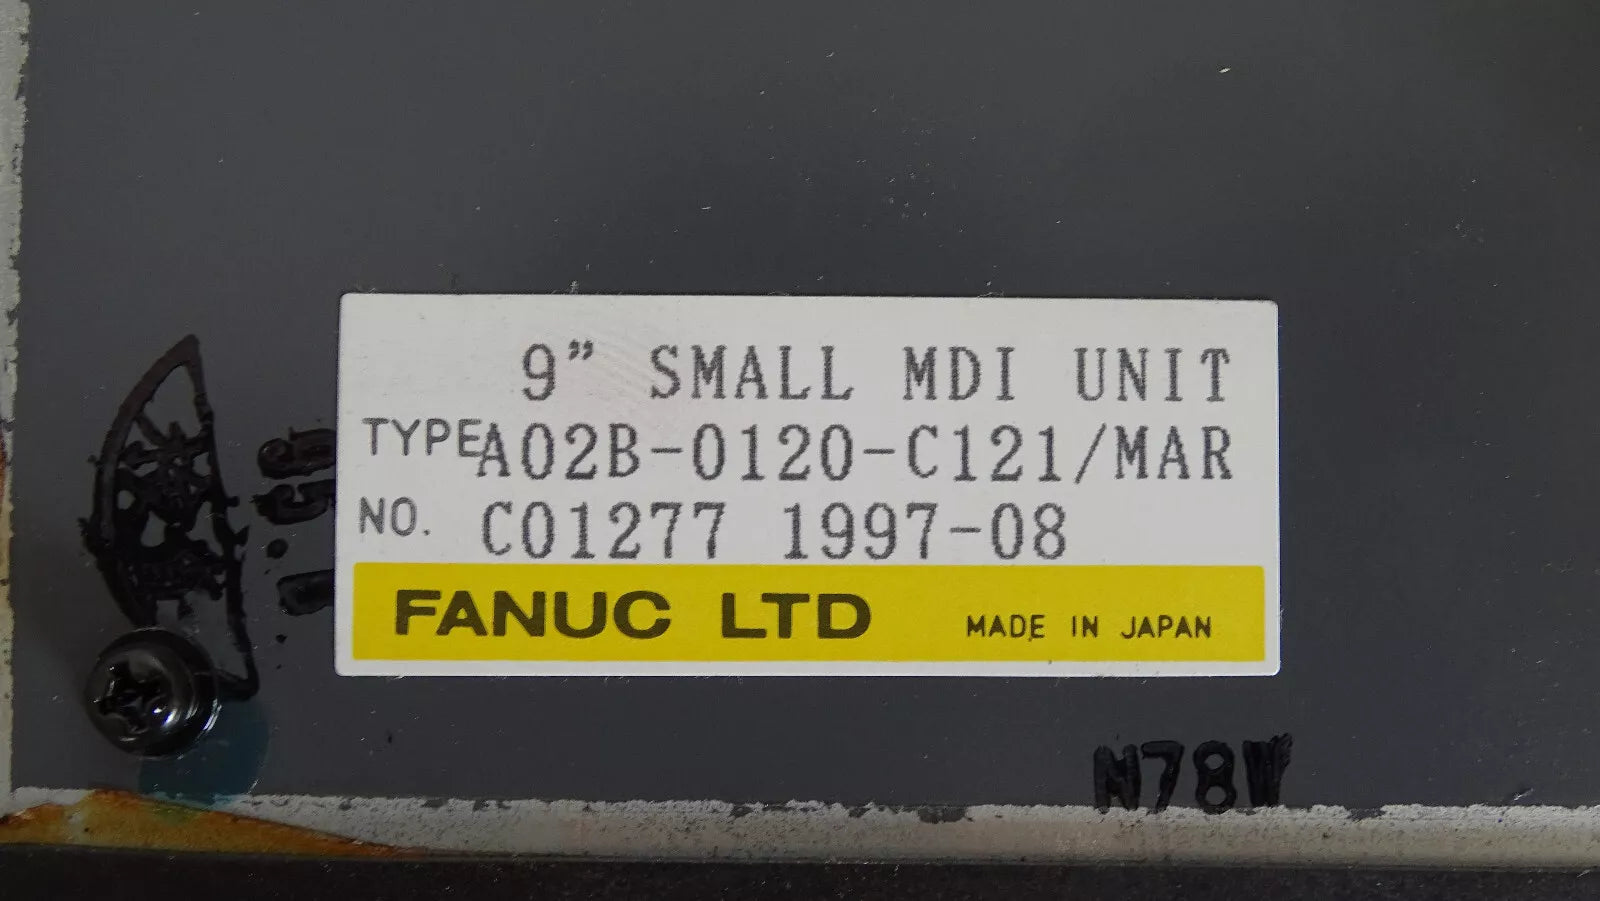 9” SMALL MDI UNIT
TYPE A02B-0120-C121/MAR
NO. C01277 1997-08
FANUC LTD MADE IN JAPAN
N78W